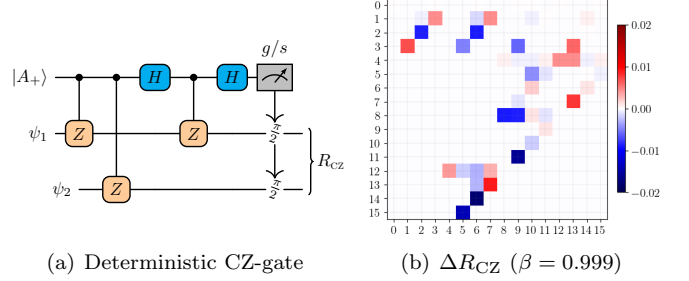 g/s
|A₊⟩
H
H
ψ₁
Z
Z
π/2
R_CZ
ψ₂
Z
π/2
(a) Deterministic CZ-gate
0
1
2
3
4
5
6
7
8
9
10
11
12
13
14
15
0 1 2 3 4 5 6 7 8 9 10 11 12 13 14 15
0.02
0.01
0.00
−0.01
−0.02
(b) ΔR_CZ (β = 0.999)